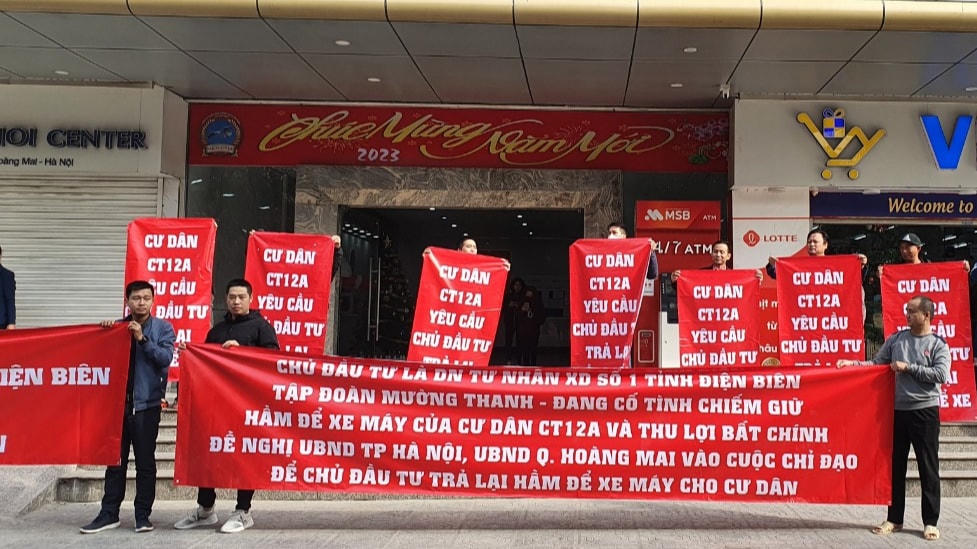 CENTER
oàng Mai - Hà Nội
Chúc Mừng Năm Mới
2023
MSB ATM
24/7 ATM
LOTTE
V
Welcome to
CƯ DÂN
CT12A
YÊU CẦU
ĐẦU TƯ
LẠI
CƯ DÂN
CT12A
YÊU CẦU
CHỦ ĐẦU TƯ
LẠI
CƯ DÂN
CT12A
YÊU CẦU
CHỦ ĐẦU TƯ
TRẢ LẠI
CƯ DÂN
CT12A
YÊU CẦU
CHỦ ĐẦU TƯ
TRẢ LẠI
CƯ DÂN
CT12A
YÊU CẦU
CHỦ ĐẦU TƯ
TRẢ LẠI
CƯ DÂN
CT12A
YÊU CẦU
CHỦ ĐẦU TƯ
TRẢ LẠI
CƯ DÂN
CT12A
YÊU CẦU
CHỦ ĐẦU TƯ
XE
IỆN BIÊN
N
CHỦ ĐẦU TƯ LÀ DN TƯ NHÂN XD SỐ 1 TỈNH ĐIỆN BIÊN
TẬP ĐOÀN MƯỜNG THANH - ĐANG CỐ TÌNH CHIẾM GIỮ
HẦM ĐỂ XE MÁY CỦA CƯ DÂN CT12A VÀ THU LỢI BẤT CHÍNH
ĐỀ NGHỊ UBND TP HÀ NỘI, UBND Q. HOÀNG MAI VÀO CUỘC CHỈ ĐẠO
ĐỂ CHỦ ĐẦU TƯ TRẢ LẠI HẦM ĐỂ XE MÁY CHO CƯ DÂN